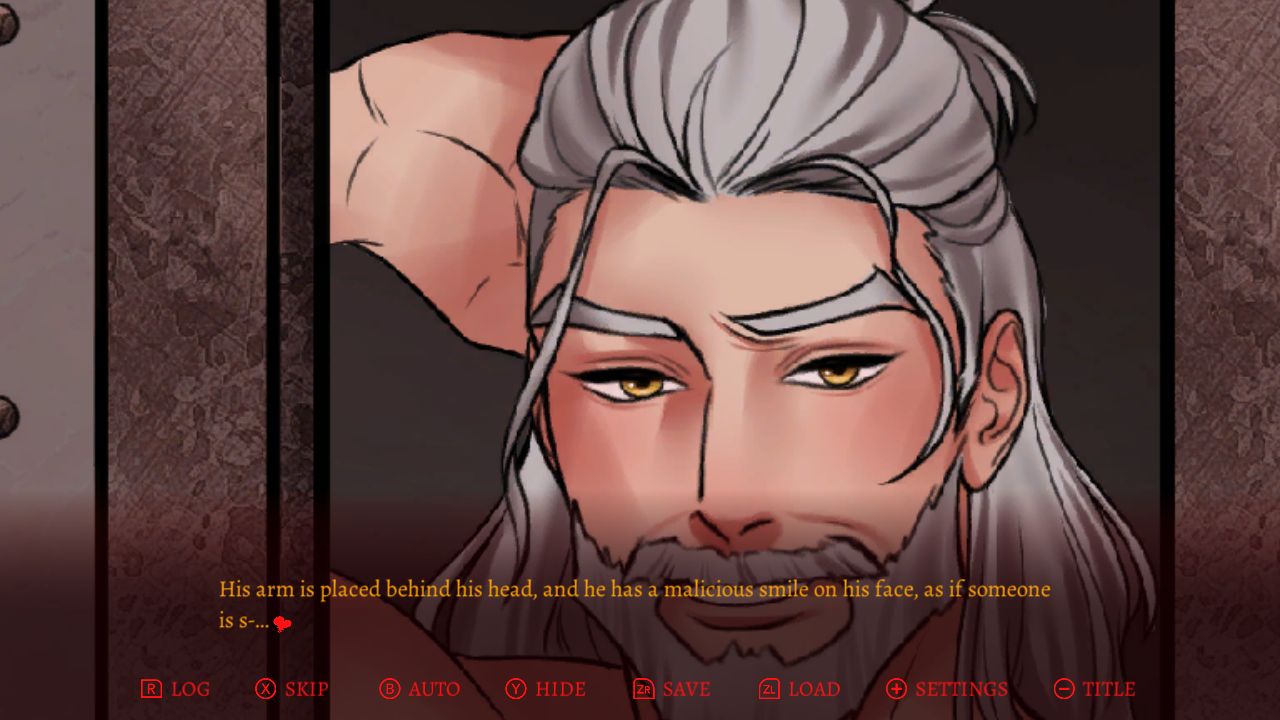 His arm is placed behind his head, and he has a malicious smile on his face, as if someone
is s-...
R LOG X SKIP B AUTO Y HIDE ZR SAVE ZL LOAD + SETTINGS - TITLE